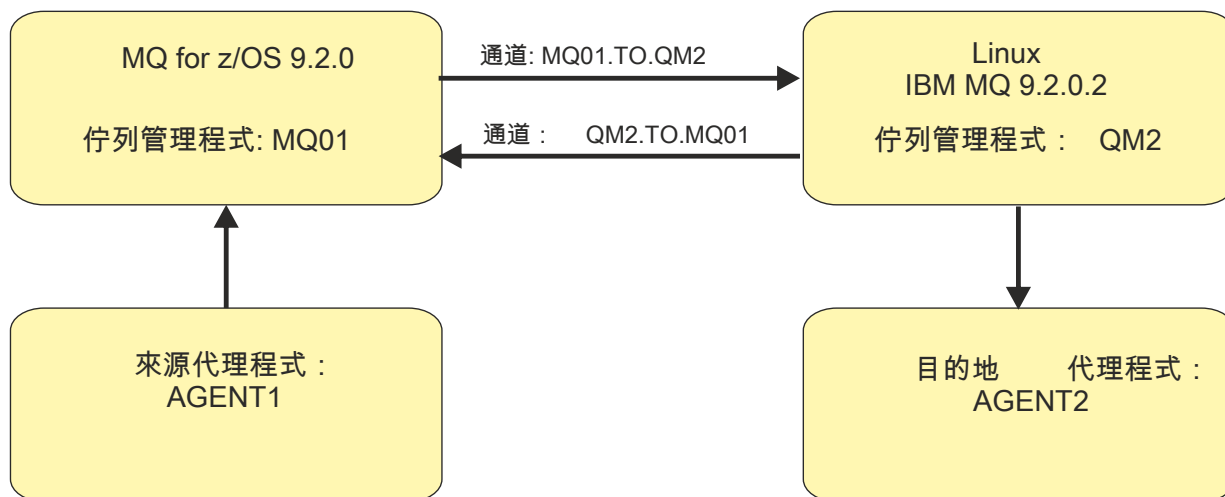 MQ for z/OS 9.2.0
佇列管理程式: MQ01
通道: MQ01.TO.QM2
通道： QM2.TO.MQ01
Linux
IBM MQ 9.2.0.2
佇列管理程式： QM2
來源代理程式：
AGENT1
目的地 代理程式：
AGENT2